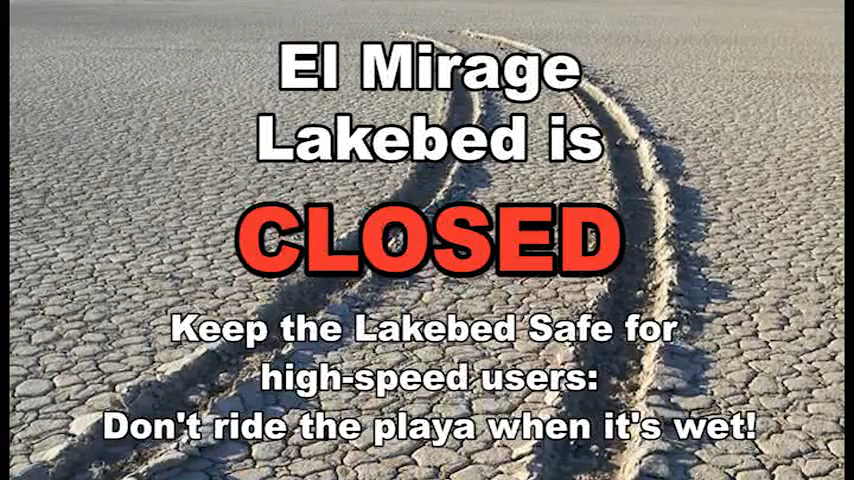 El Mirage
Lakebed is
CLOSED
Keep the Lakebed Safe for
high-speed users:
Don't ride the playa when it's wet!